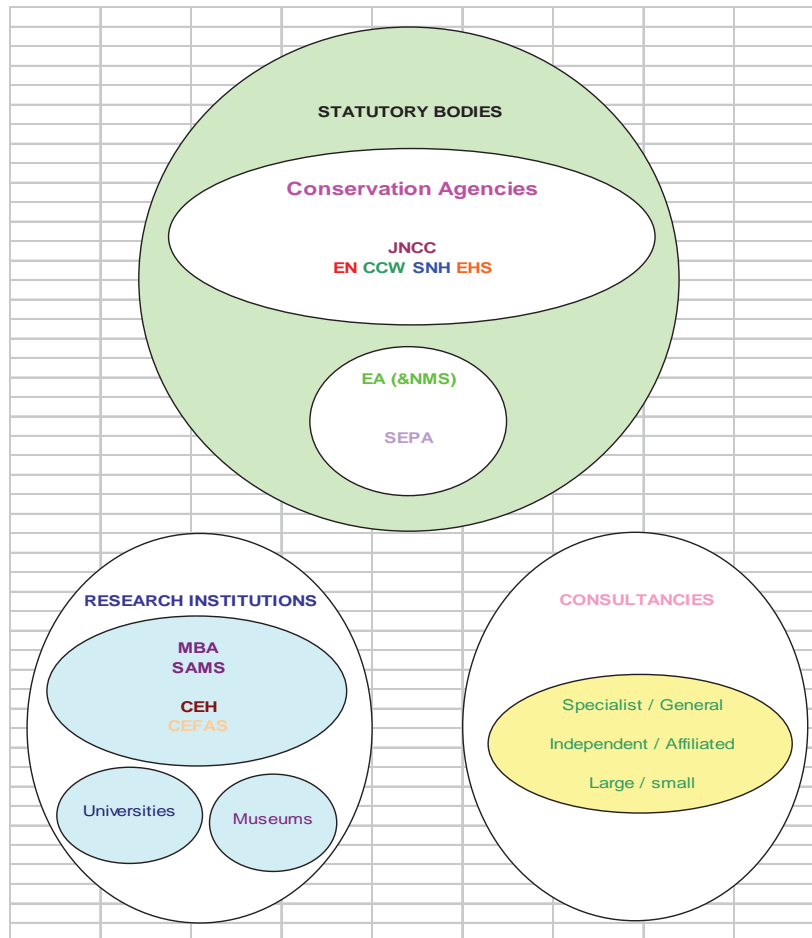 STATUTORY BODIES
Conservation Agencies
JNCC
EN CCW SNH EHS
EA (&NMS)
SEPA
RESEARCH INSTITUTIONS
MBA
SAMS
CEH
CEFAS
Universities
Museums
CONSULTANCIES
Specialist / General
Independent / Affiliated
Large / small